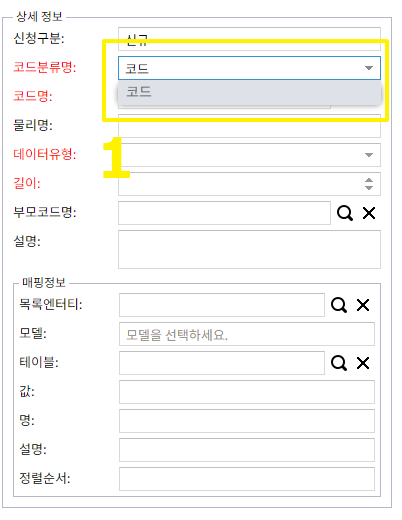 상세 정보
신청구분: 신규
코드분류명: 코드
코드명: 코드
물리명:
1
데이터유형:
길이:
부모코드명:
설명:
매핑정보
목록엔터티:
모델: 모델을 선택하세요.
테이블:
값:
명:
설명:
정렬순서: